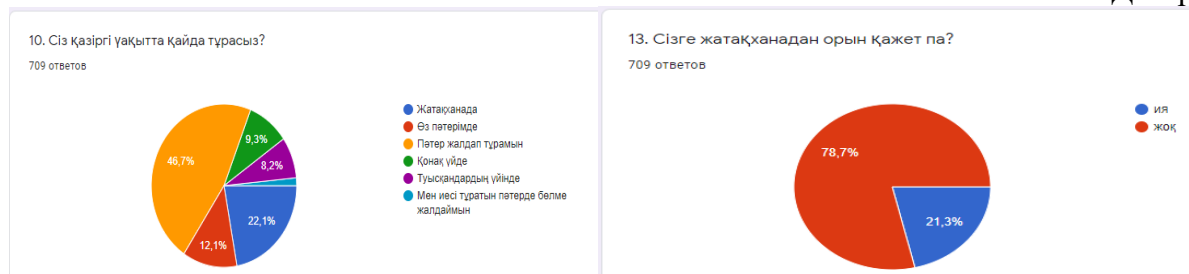 10. Сіз қазіргі уақытта қайда тұрасыз?
709 ответов
Жатақханада
Өз пәтерімде
Пәтер жалдап тұрамын
Қонақ үйде
Туысқандардың үйінде
Мен иесі тұратын пәтерде бөлме
жалдаймын
46,7%
9,3%
8,2%
22,1%
12,1%
13. Сізге жатақханадан орын қажет па?
709 ответов
ия
жоқ
78,7%
21,3%